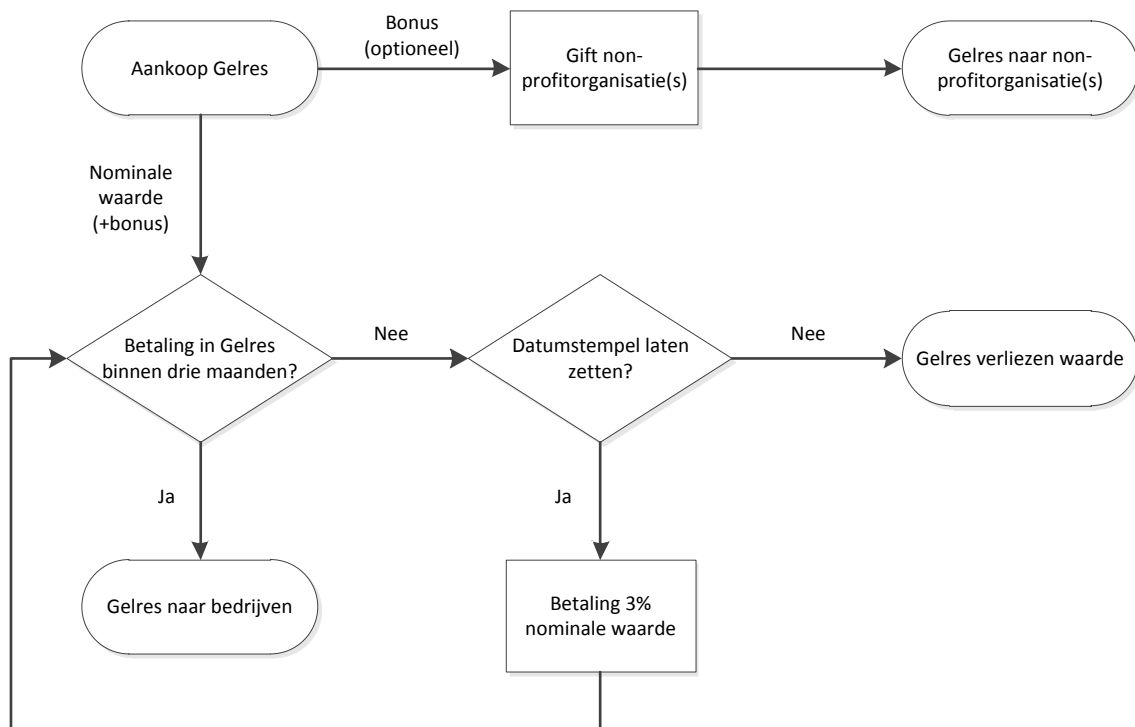 Aankoop Gelres
Bonus
(optioneel)
Gift non-
profitorganisatie(s)
Gelres naar non-
profitorganisatie(s)
Nominale
waarde
(+bonus)
Betaling in Gelres
binnen drie maanden?
Nee
Datumstempel laten
zetten?
Nee
Gelres verliezen waarde
Ja
Ja
Gelres naar bedrijven
Betaling 3%
nominale waarde